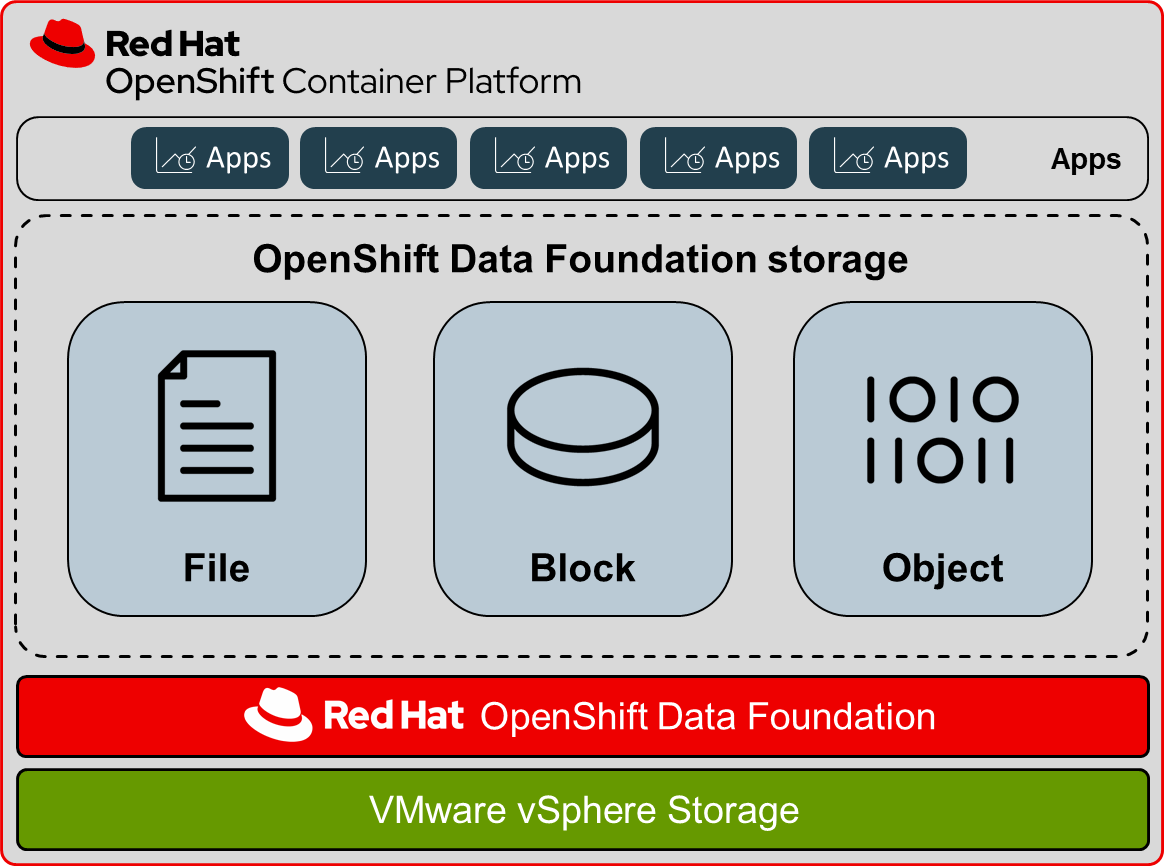 Red Hat
OpenShift Container Platform
Apps Apps Apps Apps Apps Apps
OpenShift Data Foundation storage
1010
11011
File Block Object
Red Hat OpenShift Data Foundation
VMware vSphere Storage